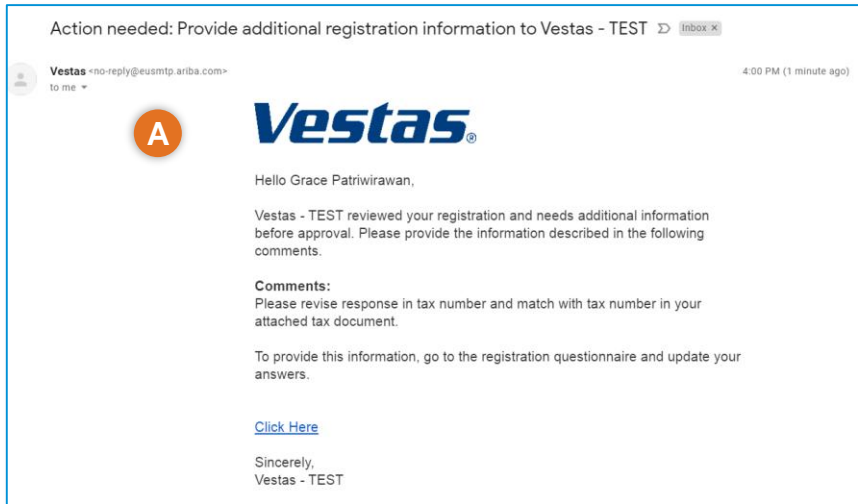 Action needed: Provide additional registration information to Vestas - TEST Inbox x
Vestas <no-reply@eusmtp.ariba.com> 4:00 PM (1 minute ago)
to me
A
Vestas®
Hello Grace Patriwirawan,
Vestas - TEST reviewed your registration and needs additional information
before approval. Please provide the information described in the following
comments.
Comments:
Please revise response in tax number and match with tax number in your
attached tax document.
To provide this information, go to the registration questionnaire and update your
answers.
Click Here
Sincerely,
Vestas - TEST